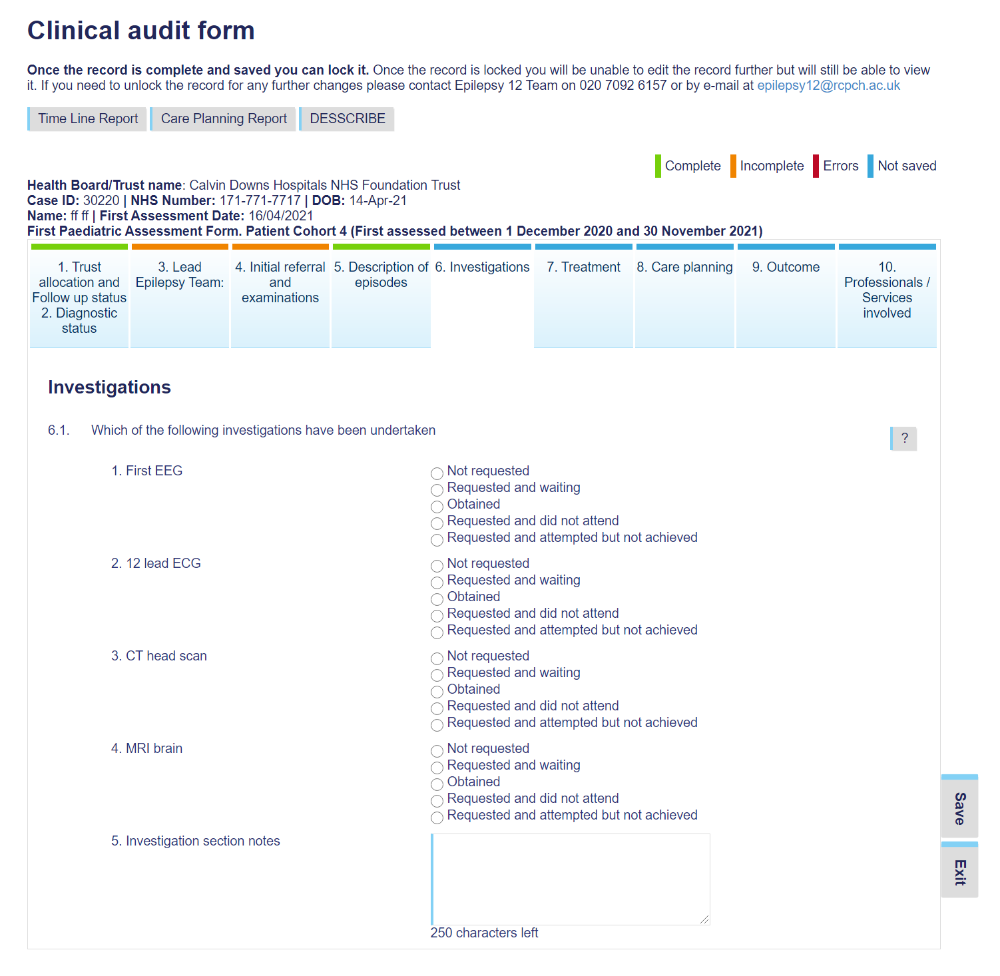 Clinical audit form
Once the record is complete and saved you can lock it. Once the record is locked you will be unable to edit the record further but will still be able to view
it. If you need to unlock the record for any further changes please contact Epilepsy 12 Team on 020 7092 6157 or by e-mail at epilepsy12@rcpch.ac.uk
Time Line Report Care Planning Report DESSCRIBE
Complete Incomplete Errors Not saved
Health Board/Trust name: Calvin Downs Hospitals NHS Foundation Trust
Case ID: 30220 | NHS Number: 171-771-7717 | DOB: 14-Apr-21
Name: ff ff | First Assessment Date: 16/04/2021
First Paediatric Assessment Form. Patient Cohort 4 (First assessed between 1 December 2020 and 30 November 2021)
1. Trust
allocation and
Follow up status
2. Diagnostic
status
3. Lead
Epilepsy Team:
4. Initial referral
and
examinations
5. Description of
episodes
6. Investigations
7. Treatment
8. Care planning
9. Outcome
10.
Professionals /
Services
involved
Investigations
6.1. Which of the following investigations have been undertaken
?
1. First EEG
Not requested
Requested and waiting
Obtained
Requested and did not attend
Requested and attempted but not achieved
2. 12 lead ECG
Not requested
Requested and waiting
Obtained
Requested and did not attend
Requested and attempted but not achieved
3. CT head scan
Not requested
Requested and waiting
Obtained
Requested and did not attend
Requested and attempted but not achieved
4. MRI brain
Not requested
Requested and waiting
Obtained
Requested and did not attend
Requested and attempted but not achieved
5. Investigation section notes
250 characters left
Save
Exit